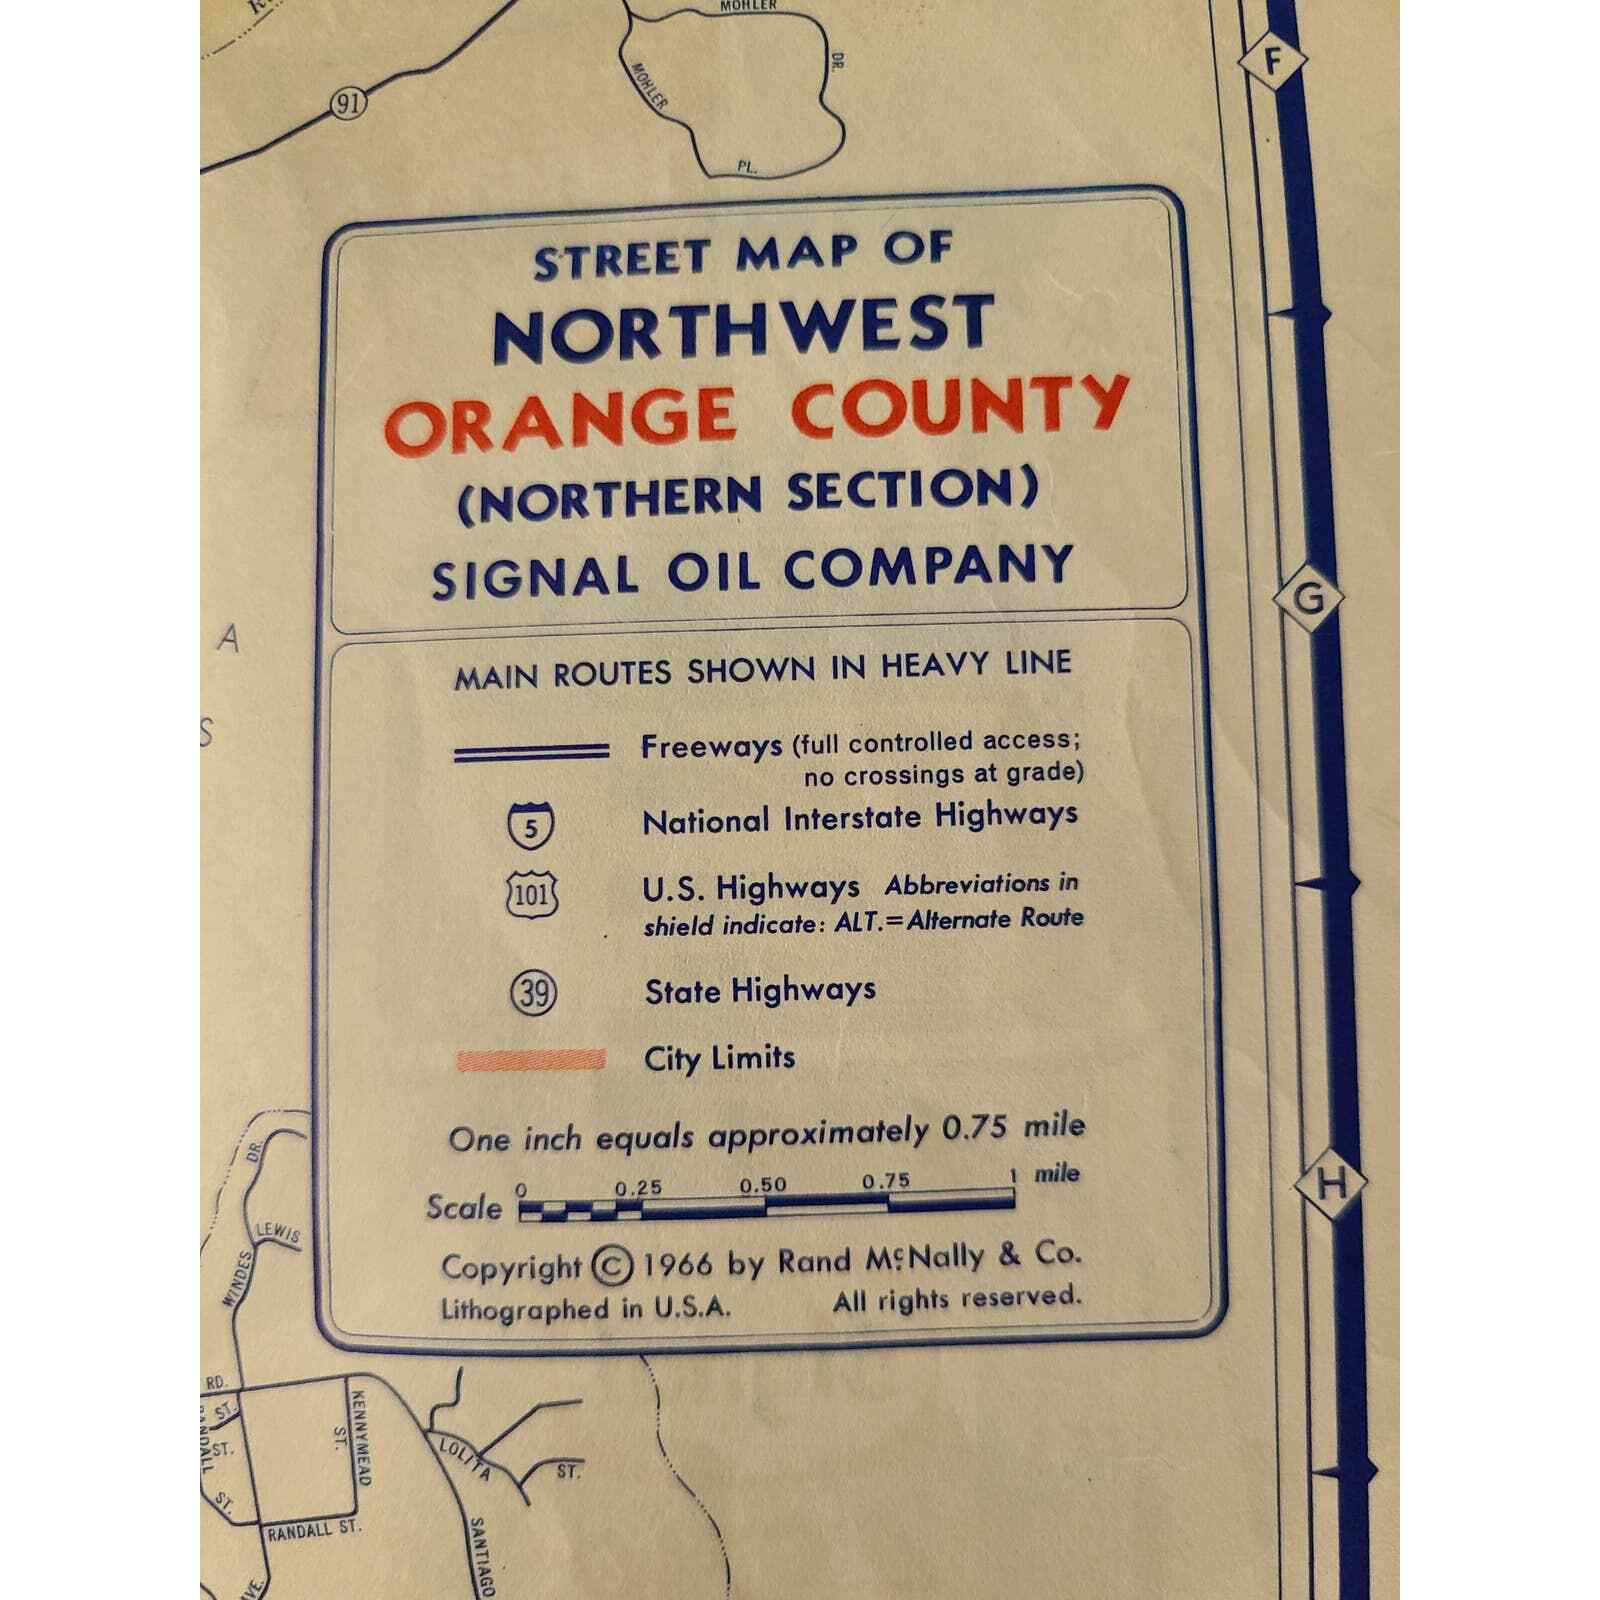 MOHLER
F
DR.
MOHLER
91
PL.
STREET MAP OF
NORTHWEST
ORANGE COUNTY
(NORTHERN SECTION)
SIGNAL OIL COMPANY
G
A
S
MAIN ROUTES SHOWN IN HEAVY LINE
Freeways (full controlled access;
no crossings at grade)
5 National Interstate Highways
101 U.S. Highways Abbreviations in
shield indicate: ALT.=Alternate Route
39 State Highways
City Limits
One inch equals approximately 0.75 mile
Scale 0 0.25 0.50 0.75 1 mile
Copyright © 1966 by Rand McNally & Co.
Lithographed in U.S.A. All rights reserved.
H
DR.
LEWIS
WINDES
RD.
ST.
KENNYMEAD
ST.
ST.
LOLITA
ST.
ST.
RANDALL ST.
SANTIAGO